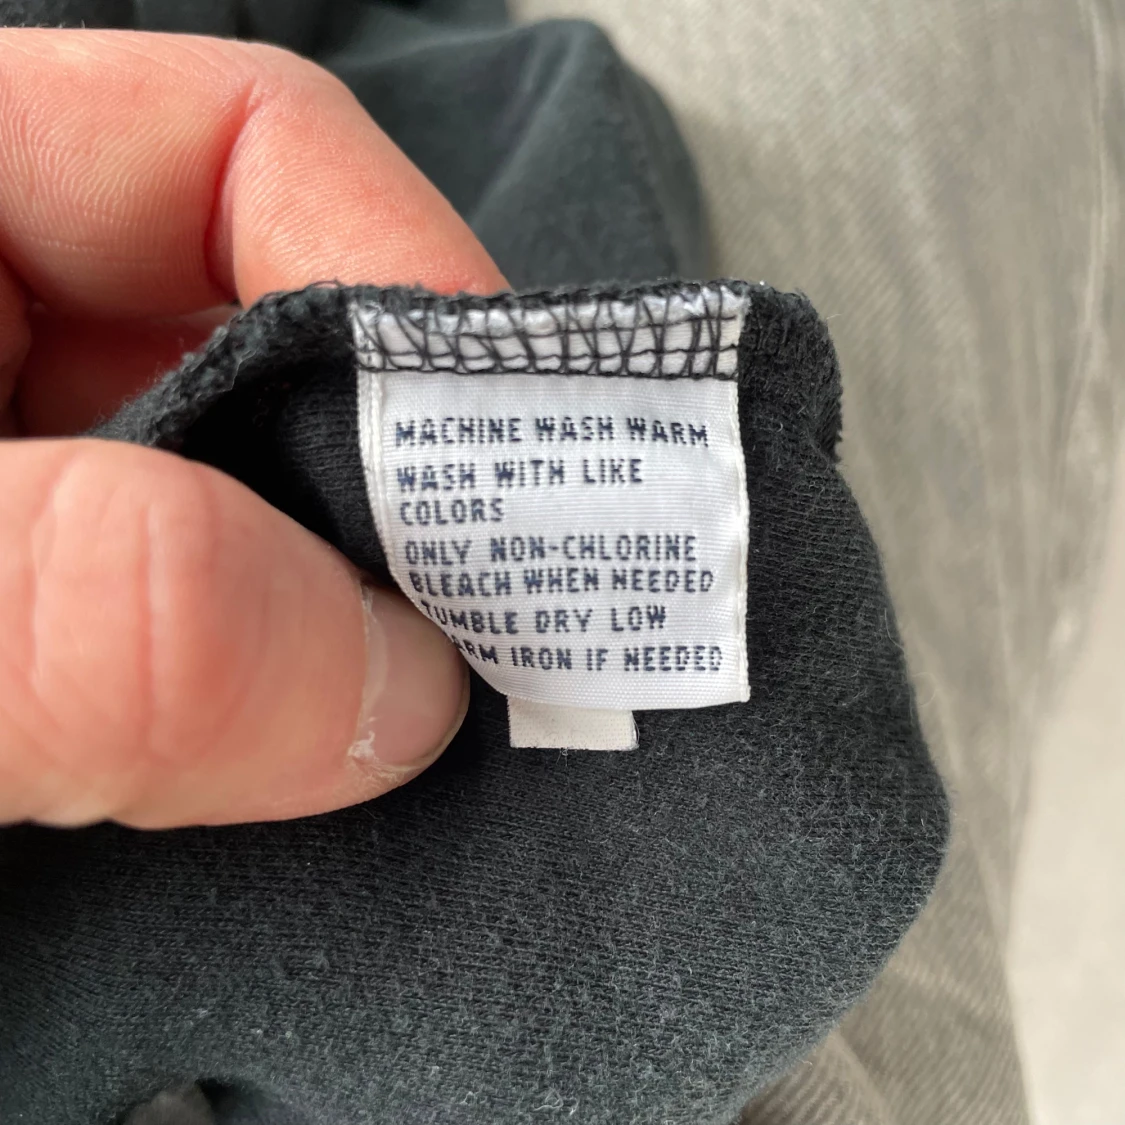 MACHINE WASH WARM
WASH WITH LIKE
COLORS
ONLY NON-CHLORINE
BLEACH WHEN NEEDED
TUMBLE DRY LOW
IRON IF NEEDED